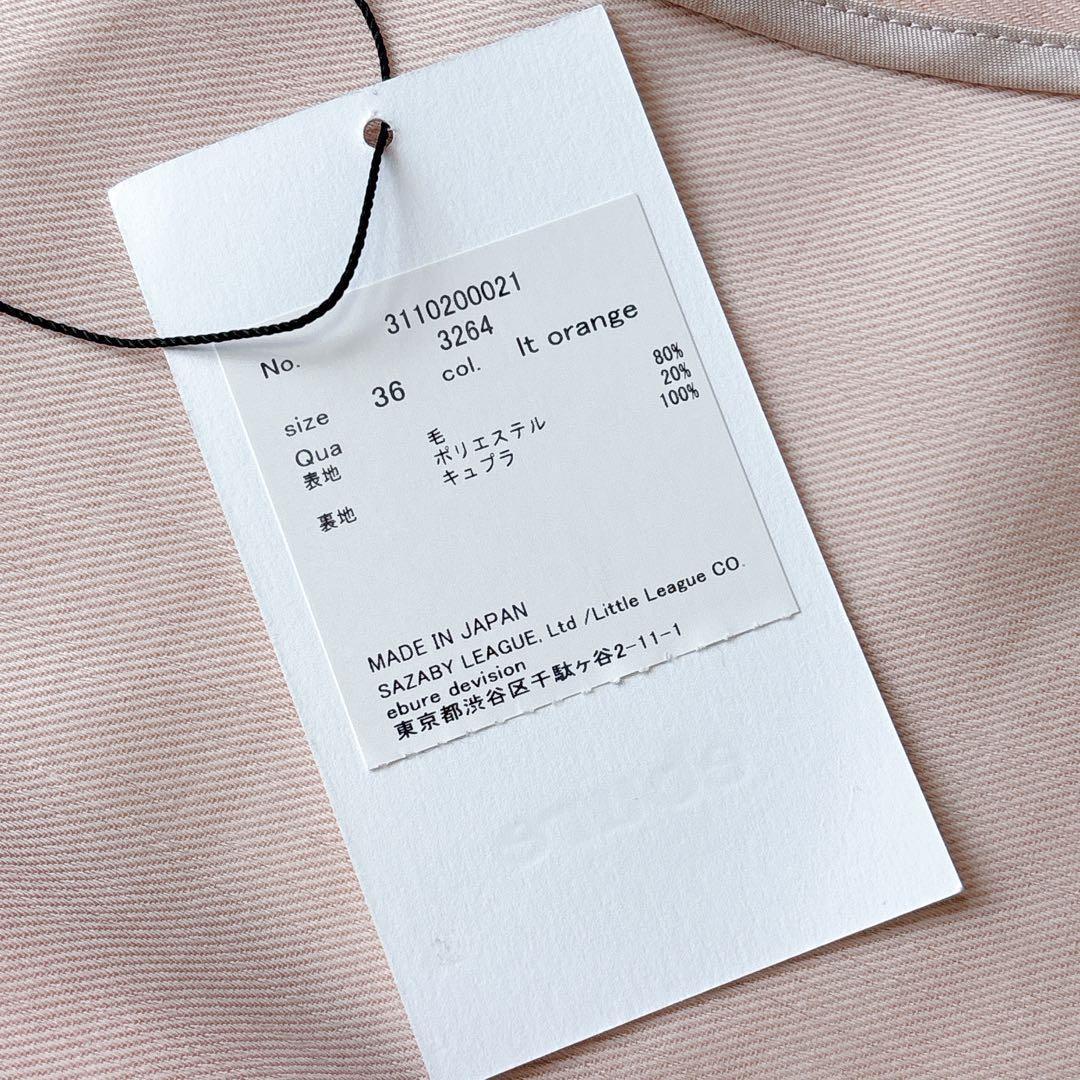 No. 3110200021
3264
size 36 col. lt orange
Qua
表地 毛 80%
ポリエステル 20%
裏地 キュプラ 100%
MADE IN JAPAN
SAZABY LEAGUE, Ltd /Little League CO.
ebure devision
東京都渋谷区千駄ヶ谷2-11-1